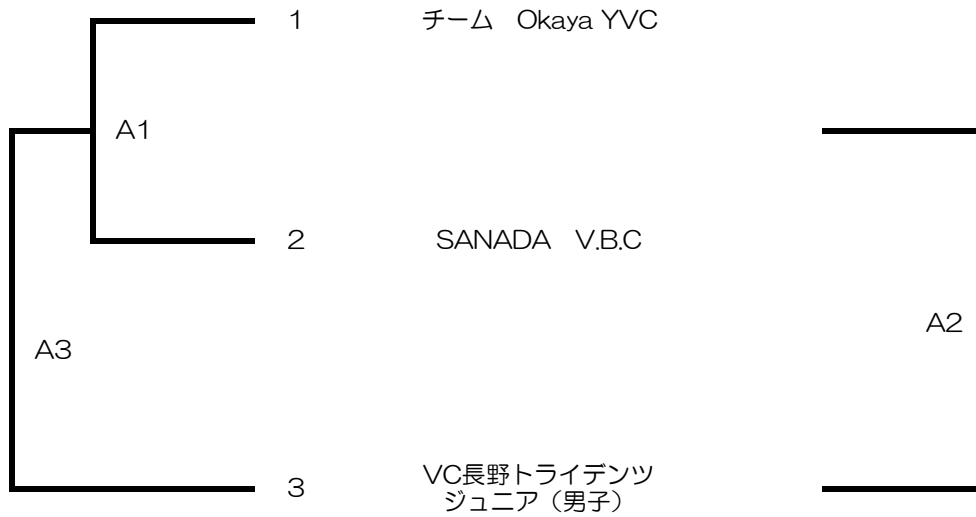 1 チーム　Okaya YVC
A1
2 SANADA　V.B.C
A2
A3
3 VC長野トライデンツ
ジュニア（男子）